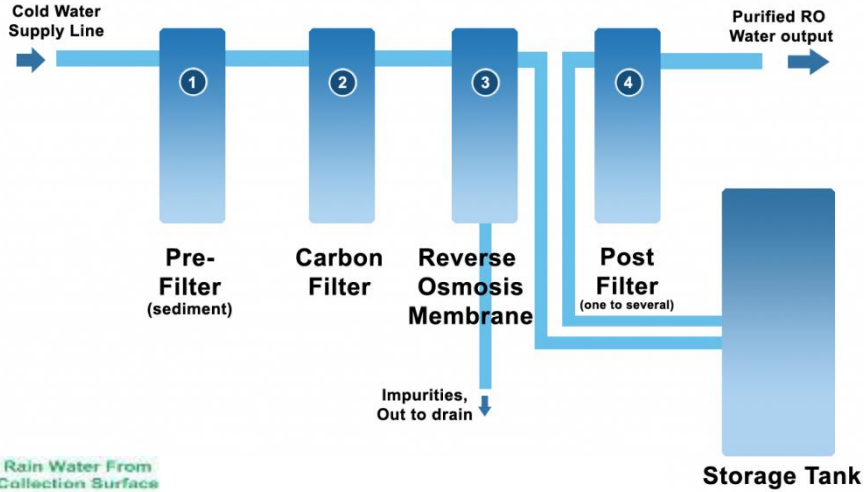 Cold Water
Supply Line
Purified RO
Water output
1
2
3
4
Pre-
Filter
(sediment)
Carbon
Filter
Reverse
Osmosis
Membrane
Post
Filter
(one to several)
Impurities,
Out to drain
Storage Tank
Rain Water From
Collection Surface